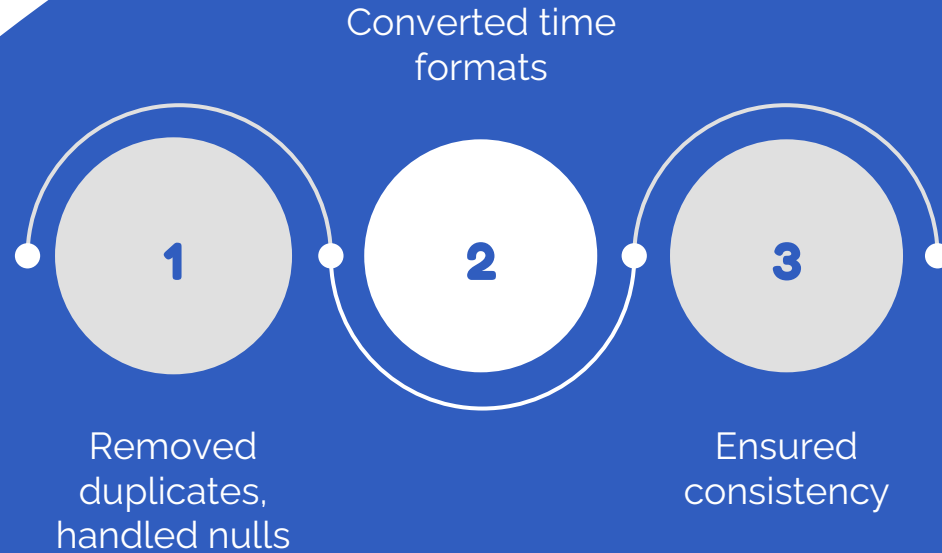 Converted time
formats
1
2
3
Removed
duplicates,
handled nulls
Ensured
consistency